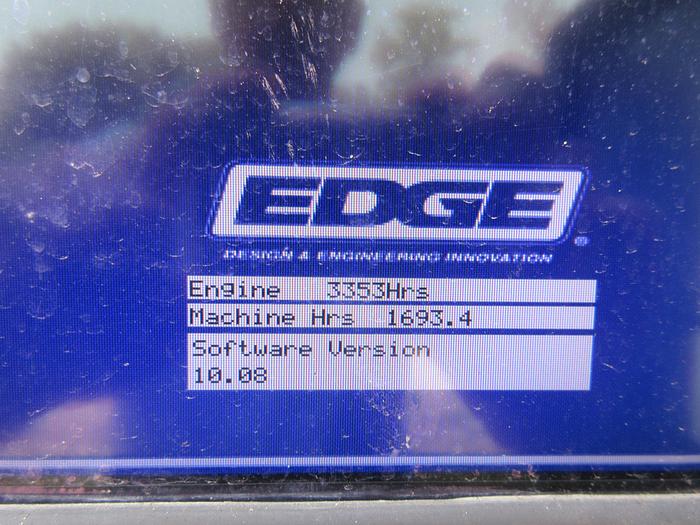 EDGE
®
DESIGN & ENGINEERING INNOVATION
Engine 3353Hrs
Machine Hrs 1693.4
Software Version
10.08